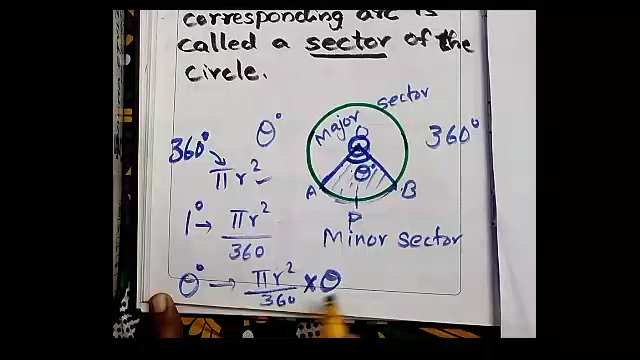 corresponding arc is
called a sector of the
circle.
θ°
Major sector
360°
360°
πr²
O
θ°
A
B
P
1° → πr²/360
Minor sector
θ° → πr²/360 × θ